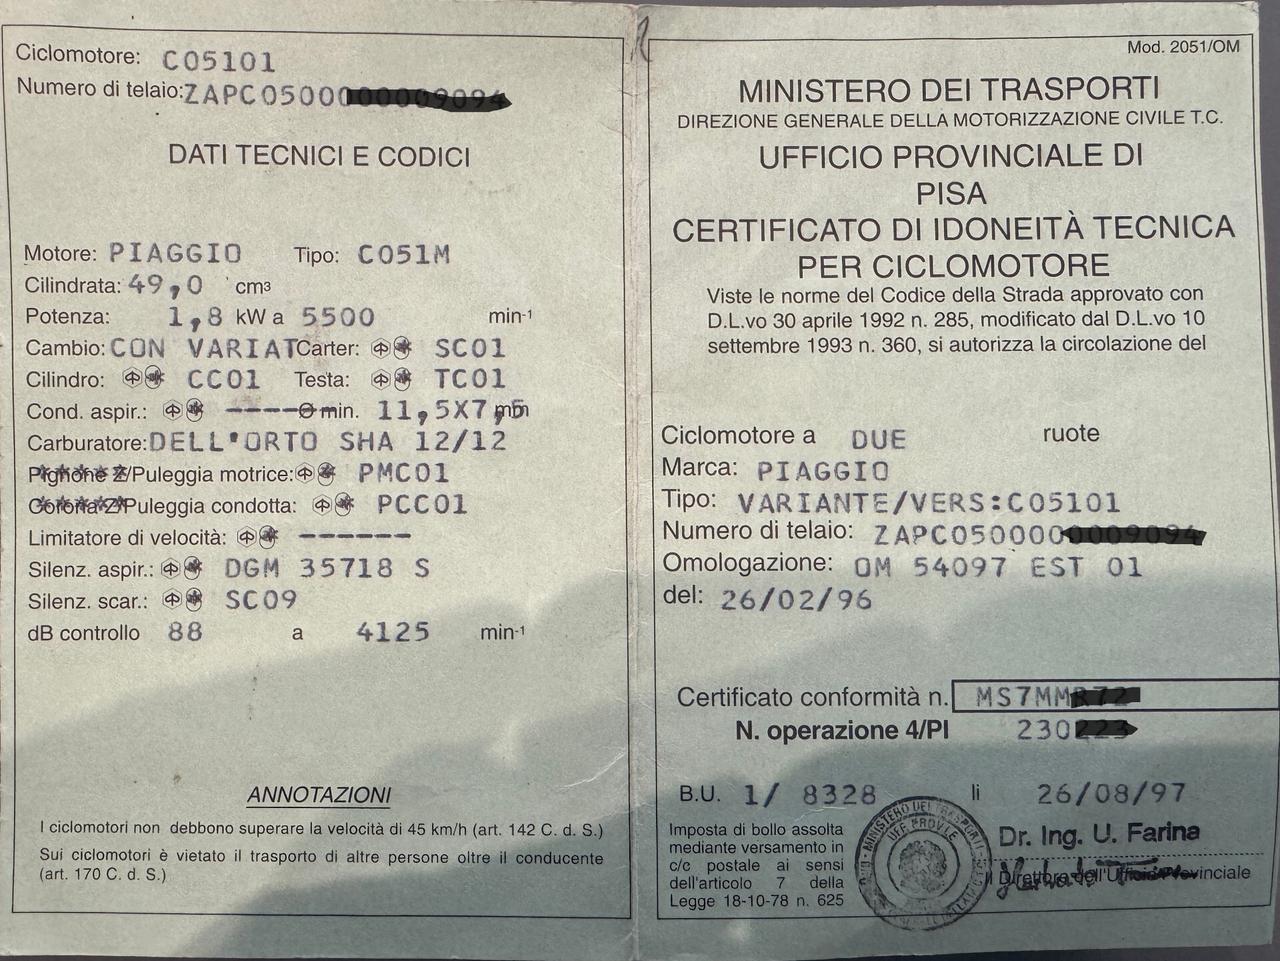 Ciclomotore: C05101
Numero di telaio: ZAPC0500
DATI TECNICI E CODICI
Motore: PIAGGIO Tipo: C051M
Cilindrata: 49,0 cm³
Potenza: 1,8 kW a 5500 min-¹
Cambio: CON VARIAT Carter: SC01
Cilindro: CC01 Testa: TC01
Cond. aspir.: ----- Ø min. 11,5X7,5 mm
Carburatore: DELL'ORTO SHA 12/12
Pignone Z/Puleggia motrice: PMC01
Corona Z/Puleggia condotta: PCC01
Limitatore di velocità: ------
Silenz. aspir.: DGM 35718 S
Silenz. scar.: SC09
dB controllo 88 a 4125 min-¹
ANNOTAZIONI
I ciclomotori non debbono superare la velocità di 45 km/h (art. 142 C. d. S.)
Sui ciclomotori è vietato il trasporto di altre persone oltre il conducente
(art. 170 C. d. S.)
Mod. 2051/OM
MINISTERO DEI TRASPORTI
DIREZIONE GENERALE DELLA MOTORIZZAZIONE CIVILE T.C.
UFFICIO PROVINCIALE DI
PISA
CERTIFICATO DI IDONEITÀ TECNICA
PER CICLOMOTORE
Viste le norme del Codice della Strada approvato con
D.L.vo 30 aprile 1992 n. 285, modificato dal D.L.vo 10
settembre 1993 n. 360, si autorizza la circolazione del
Ciclomotore a DUE ruote
Marca: PIAGGIO
Tipo: VARIANTE/VERS:C05101
Numero di telaio: ZAPC050000
Omologazione: OM 54097 EST 01
del: 26/02/96
Certificato conformità n. MS7MM
N. operazione 4/PI 230
B.U. 1/ 8328 li 26/08/97
Imposta di bollo assolta
mediante versamento in
c/c postale ai sensi
dell'articolo 7 della
Legge 18-10-78 n. 625
Dr. Ing. U. Farina
il Direttore dell'Ufficio Provinciale